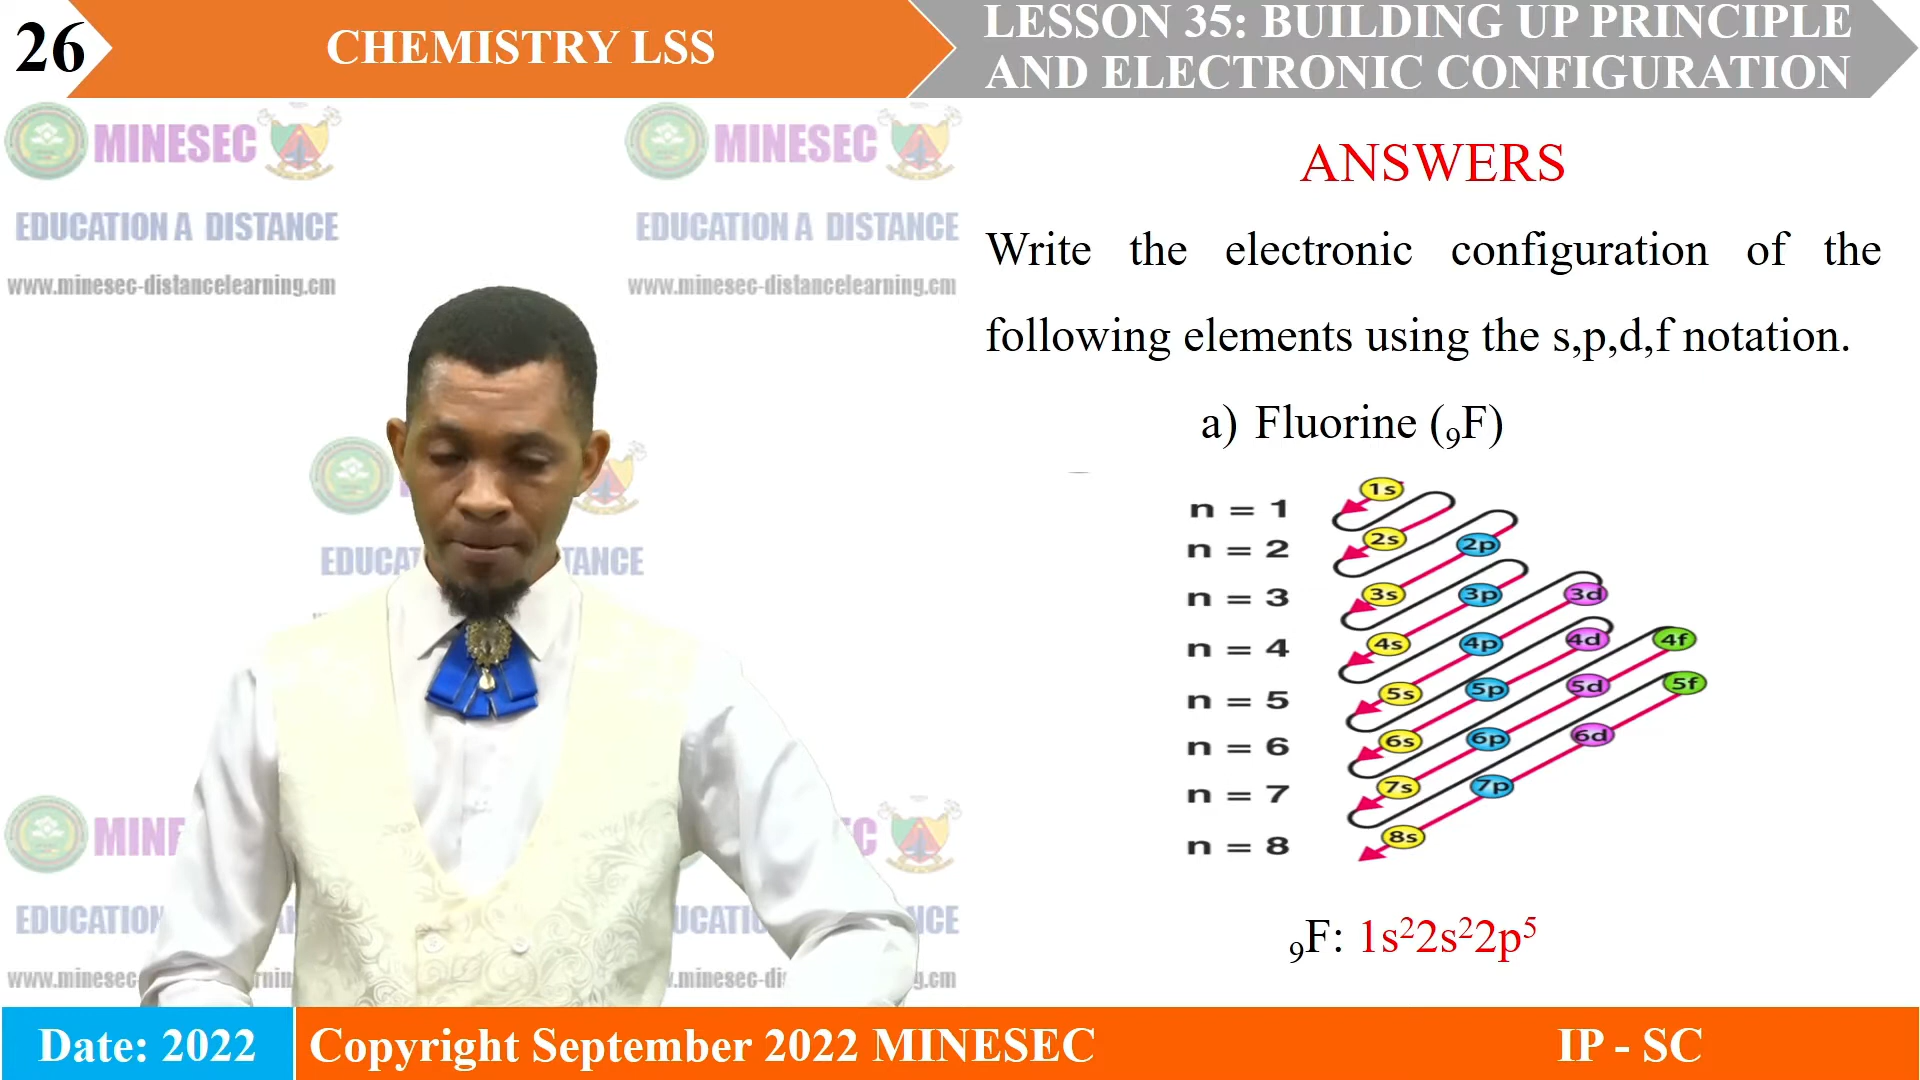 26
CHEMISTRY LSS
LESSON 35: BUILDING UP PRINCIPLE
AND ELECTRONIC CONFIGURATION
MINESEC
EDUCATION A DISTANCE
www.minesec-distancelearning.cm
MINESEC
EDUCATION A DISTANCE
www.minesec-distancelearning.cm
ANSWERS
Write the electronic configuration of the
following elements using the s,p,d,f notation.
a) Fluorine (₉F)
n = 1 1s
n = 2 2s 2p
n = 3 3s 3p 3d
n = 4 4s 4p 4d 4f
n = 5 5s 5p 5d 5f
n = 6 6s 6p 6d
n = 7 7s 7p
n = 8 8s
₉F: 1s²2s²2p⁵
Date: 2022
Copyright September 2022 MINESEC
IP - SC